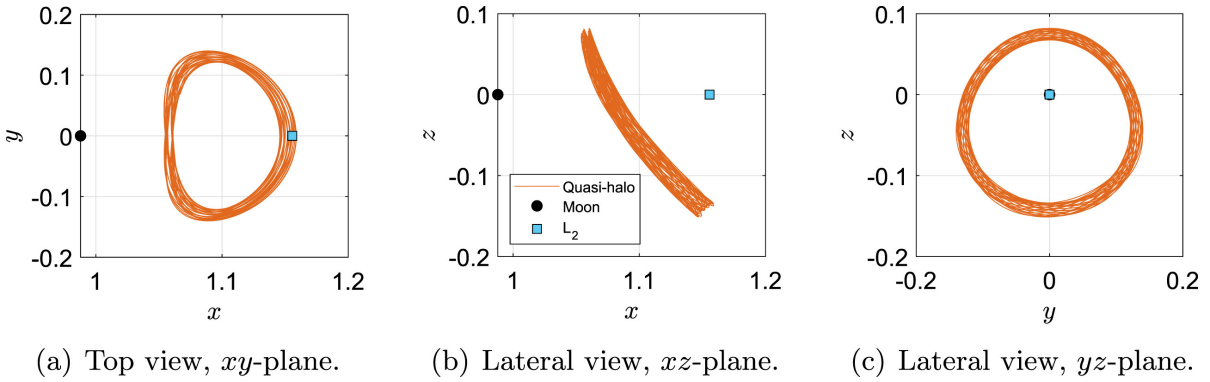 0.2
0.1
0
-0.1
-0.2
y
1
1.1
1.2
x
(a) Top view, xy-plane.
0.1
0
-0.1
-0.2
z
1
1.1
1.2
x
Quasi-halo
Moon
L₂
(b) Lateral view, xz-plane.
0.1
0
-0.1
-0.2
z
-0.2
0
0.2
y
(c) Lateral view, yz-plane.